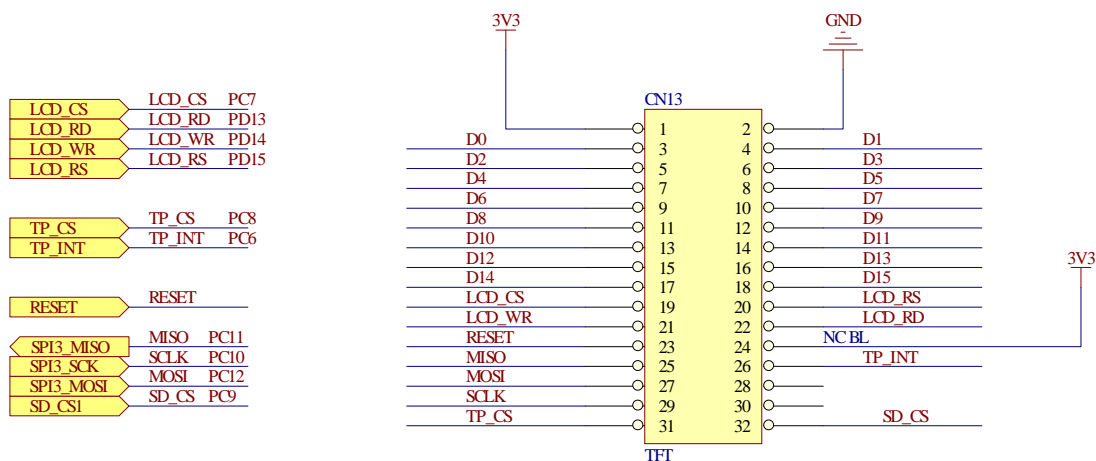 3V3
GND
CN13
LCD_CS LCD_CS PC7
LCD_RD LCD_RD PD13
LCD_WR LCD_WR PD14
LCD_RS LCD_RS PD15
TP_CS TP_CS PC8
TP_INT TP_INT PC6
RESET RESET
SPI3_MISO MISO PC11
SPI3_SCK SCLK PC10
SPI3_MOSI MOSI PC12
SD_CS1 SD_CS PC9
1 2
D0 3 4 D1
D2 5 6 D3
D4 7 8 D5
D6 9 10 D7
D8 11 12 D9
D10 13 14 D11
D12 15 16 D13
D14 17 18 D15
LCD_CS 19 20 LCD_RS
LCD_WR 21 22 LCD_RD
RESET 23 24 NC BL
3V3
MISO 25 26 TP_INT
MOSI 27 28
SCLK 29 30
TP_CS 31 32 SD_CS
TFT